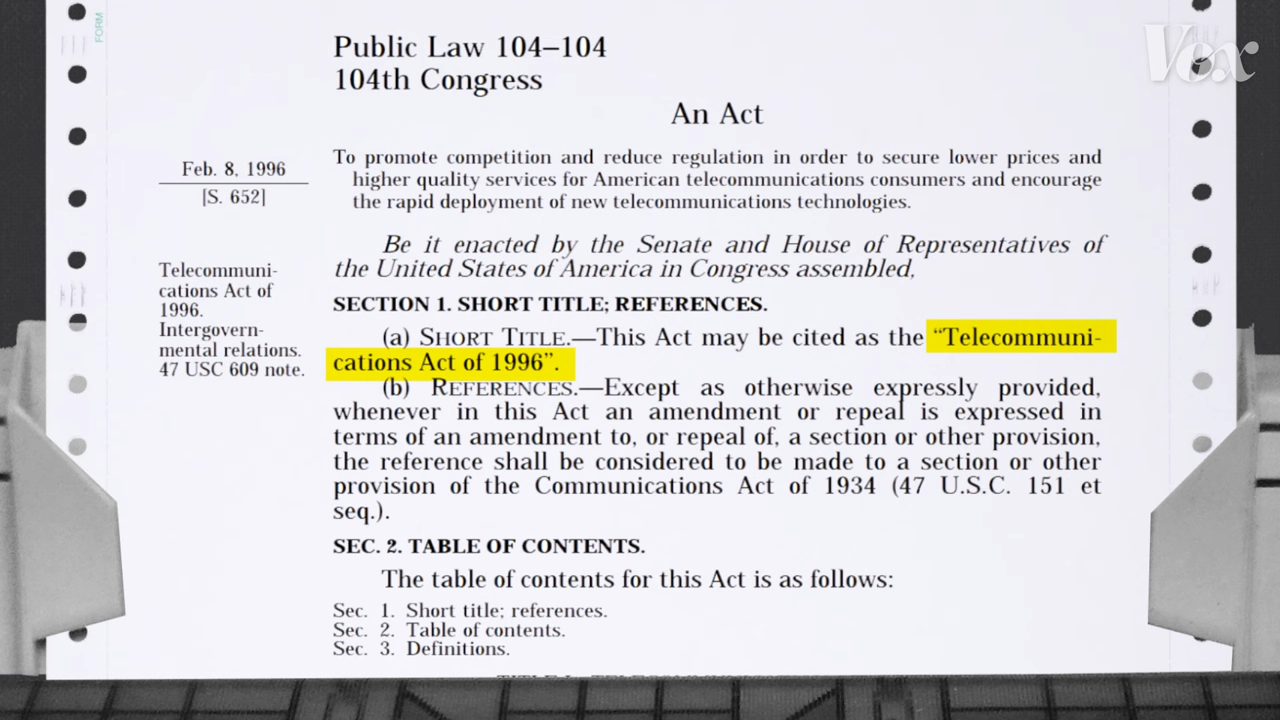 FORM
Vox
Public Law 104–104
104th Congress
An Act
Feb. 8, 1996
[S. 652]
To promote competition and reduce regulation in order to secure lower prices and
higher quality services for American telecommunications consumers and encourage
the rapid deployment of new telecommunications technologies.
Be it enacted by the Senate and House of Representatives of
the United States of America in Congress assembled,
Telecommuni-
cations Act of
1996.
Intergovern-
mental relations.
47 USC 609 note.
SECTION 1. SHORT TITLE; REFERENCES.
(a) SHORT TITLE.—This Act may be cited as the “Telecommuni-
cations Act of 1996”.
(b) REFERENCES.—Except as otherwise expressly provided,
whenever in this Act an amendment or repeal is expressed in
terms of an amendment to, or repeal of, a section or other provision,
the reference shall be considered to be made to a section or other
provision of the Communications Act of 1934 (47 U.S.C. 151 et
seq.).
SEC. 2. TABLE OF CONTENTS.
The table of contents for this Act is as follows:
Sec. 1. Short title; references.
Sec. 2. Table of contents.
Sec. 3. Definitions.